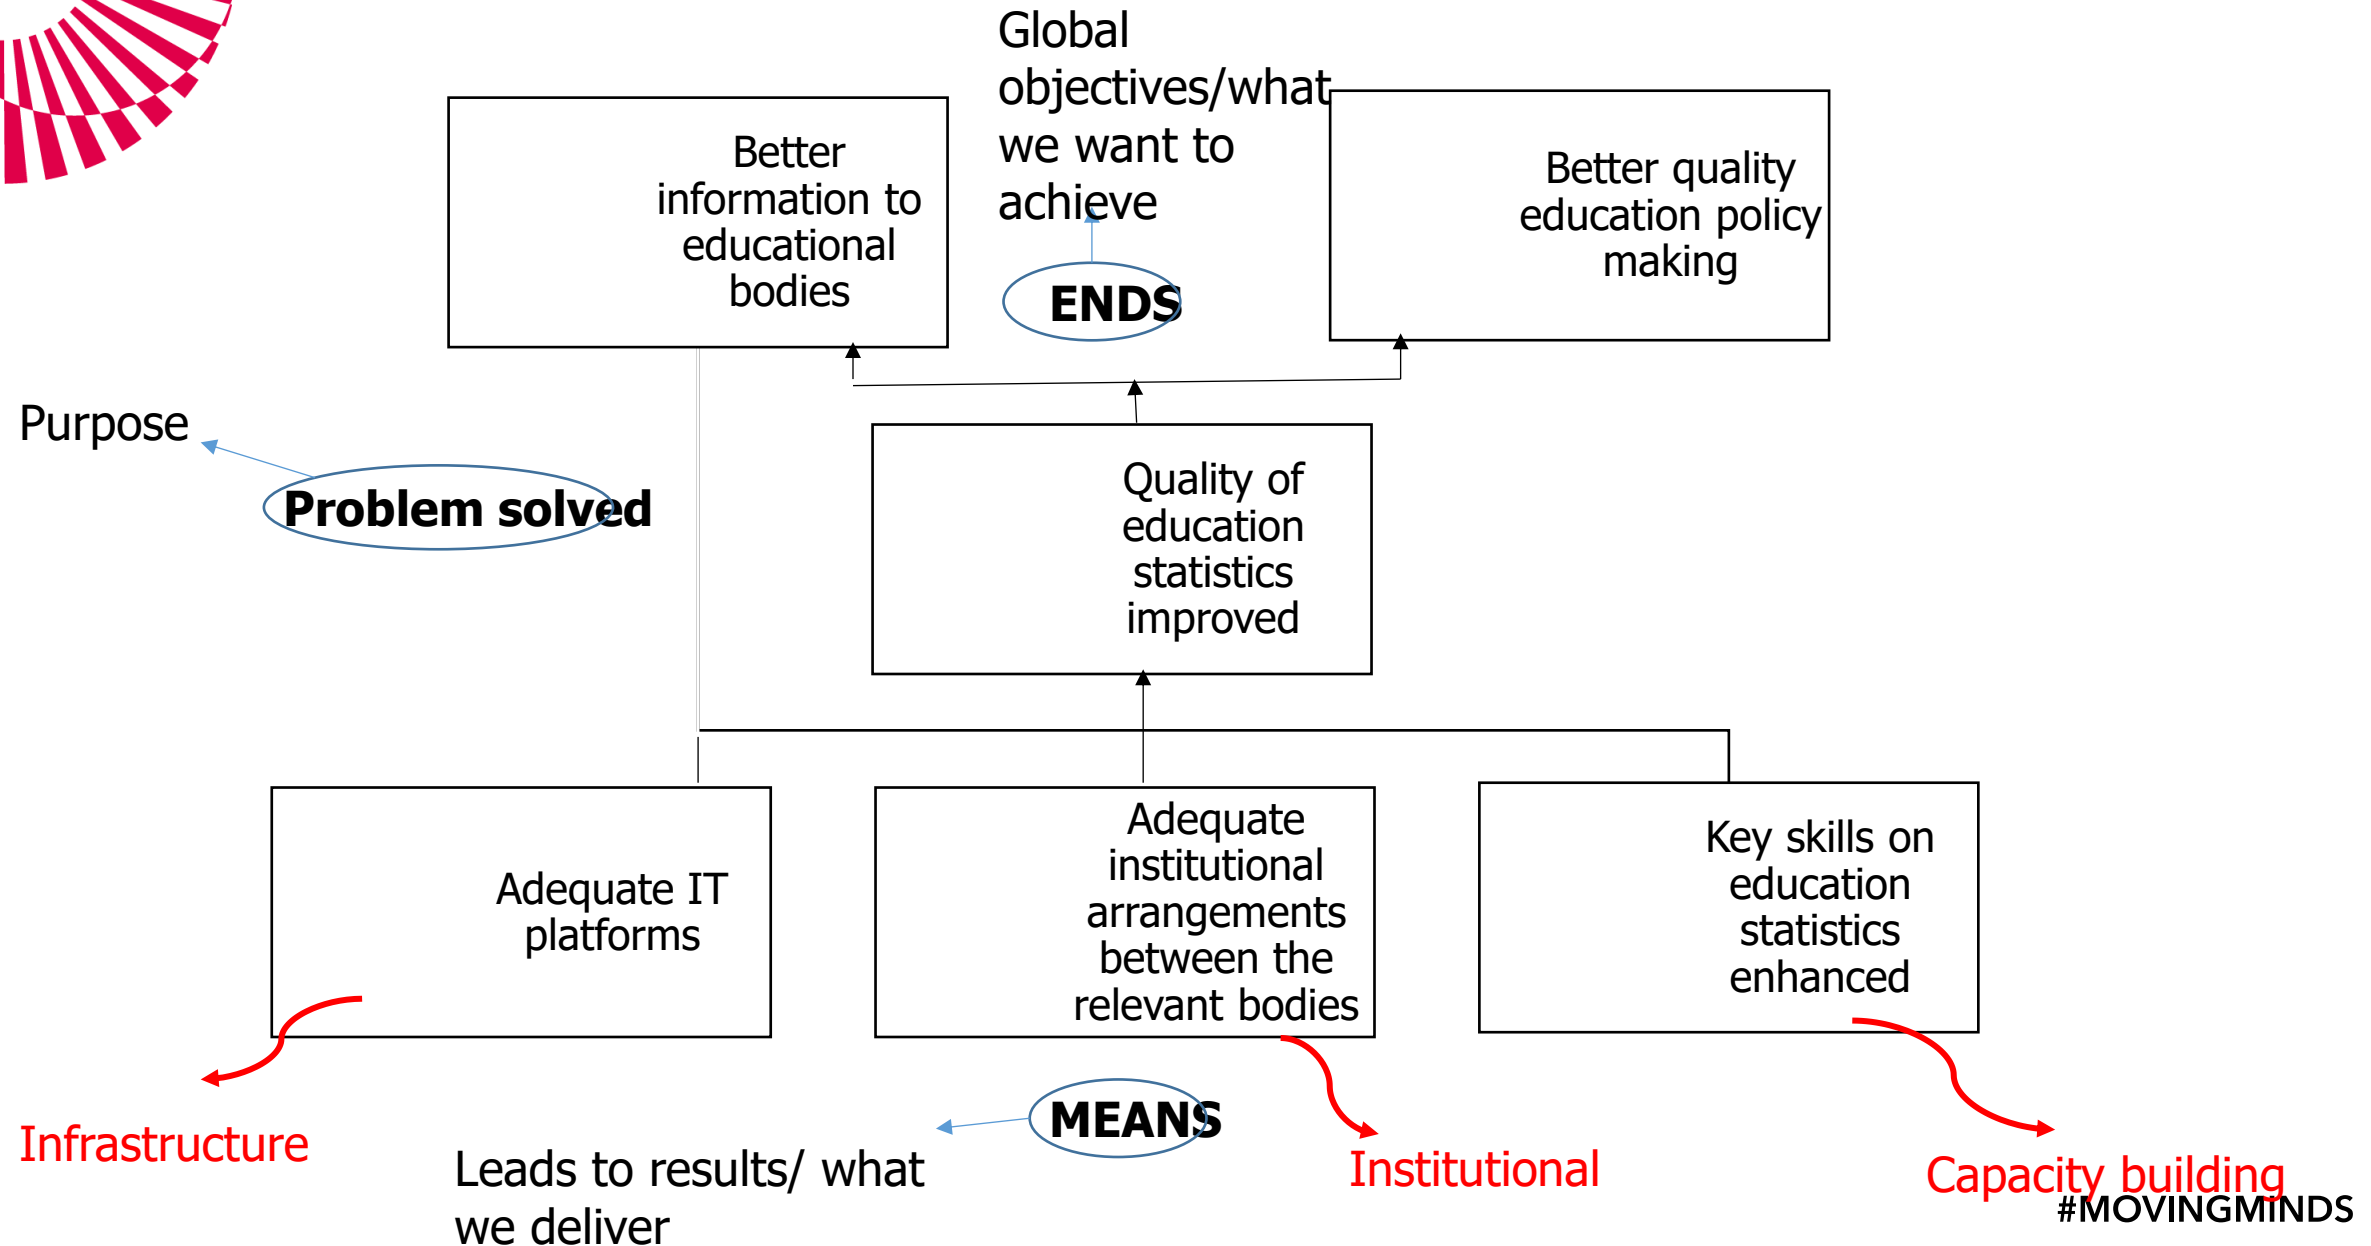 Global
objectives/what
we want to
achieve
Better
information to
educational
bodies
Better quality
education policy
making
ENDS
Purpose
Problem solved
Quality of
education
statistics
improved
Adequate IT
platforms
Adequate
institutional
arrangements
between the
relevant bodies
Key skills on
education
statistics
enhanced
Infrastructure
MEANS
Leads to results/ what
we deliver
Institutional
Capacity building
#MOVINGMINDS